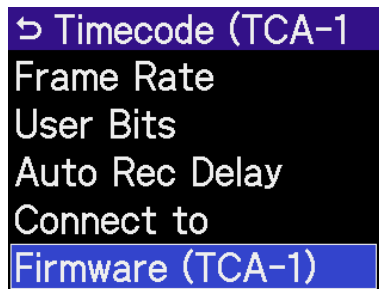 ⮌ Timecode (TCA-1
Frame Rate
User Bits
Auto Rec Delay
Connect to
Firmware (TCA-1)